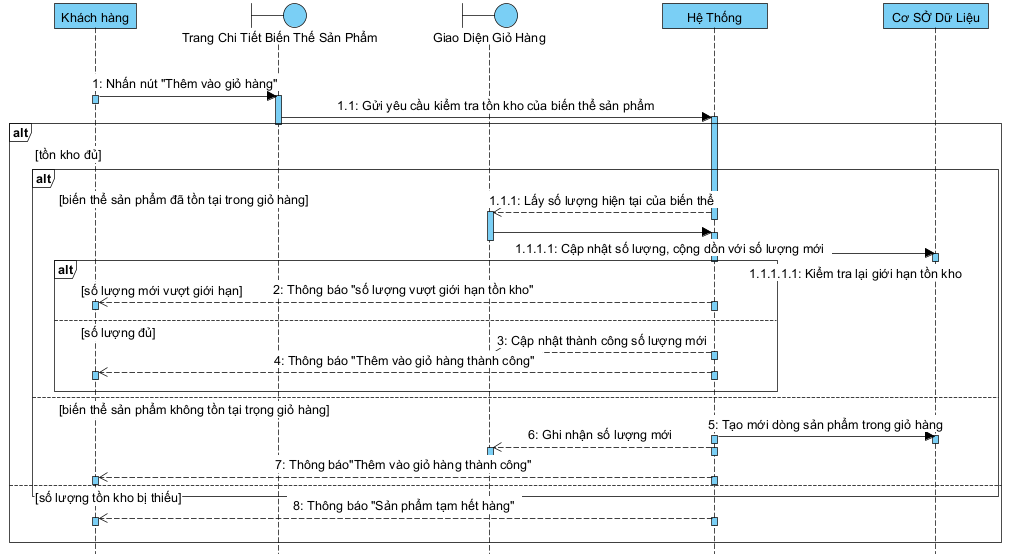 Khách hàng
Trang Chi Tiết Biến Thể Sản Phẩm
Giao Diện Giỏ Hàng
Hệ Thống
Cơ SỞ Dữ Liệu
1: Nhấn nút "Thêm vào giỏ hàng"
1.1: Gửi yêu cầu kiểm tra tồn kho của biến thể sản phẩm
alt
[tồn kho đủ]
alt
[biến thể sản phẩm đã tồn tại trong giỏ hàng]
1.1.1: Lấy số lượng hiện tại của biến thể
1.1.1.1: Cập nhật số lượng, cộng dồn với số lượng mới
alt
1.1.1.1.1: Kiểm tra lại giới hạn tồn kho
[số lượng mới vượt giới hạn]
2: Thông báo "số lượng vượt giới hạn tồn kho"
[số lượng đủ]
3: Cập nhật thành công số lượng mới
4: Thông báo "Thêm vào giỏ hàng thành công"
[biến thể sản phẩm không tồn tại trọng giỏ hàng]
5: Tạo mới dòng sản phẩm trong giỏ hàng
6: Ghi nhận số lượng mới
7: Thông báo"Thêm vào giỏ hàng thành công"
[số lượng tồn kho bị thiếu]
8: Thông báo "Sản phẩm tạm hết hàng"